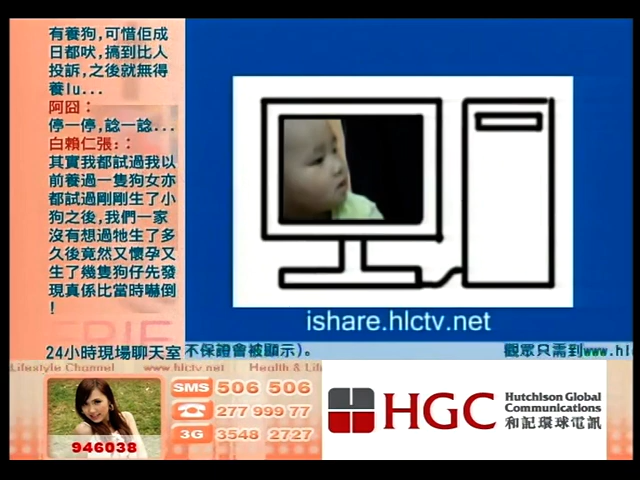 有養狗,可惜佢成
日都吠,搞到比人
投訴,之後就無得
養lu...
阿囧：
停一停,諗一諗...
白賴仁張：:
其實我都試過我以
前養過一隻狗女亦
都試過剛剛生了小
狗之後,我們一家
沒有想過牠生了多
久後竟然又懷孕又
生了幾隻狗仔先發
現真係比當時嚇倒
!
ishare.hlctv.net
24小時現場聊天室
不保證會被顯示)。
觀眾只需到www.hl
Lifestyle Channel
www.hlctv.net
Health & Lif
946038
SMS 506 506
277 999 77
3G 3548 2727
HGC
Hutchison Global
Communications
和記環球電訊